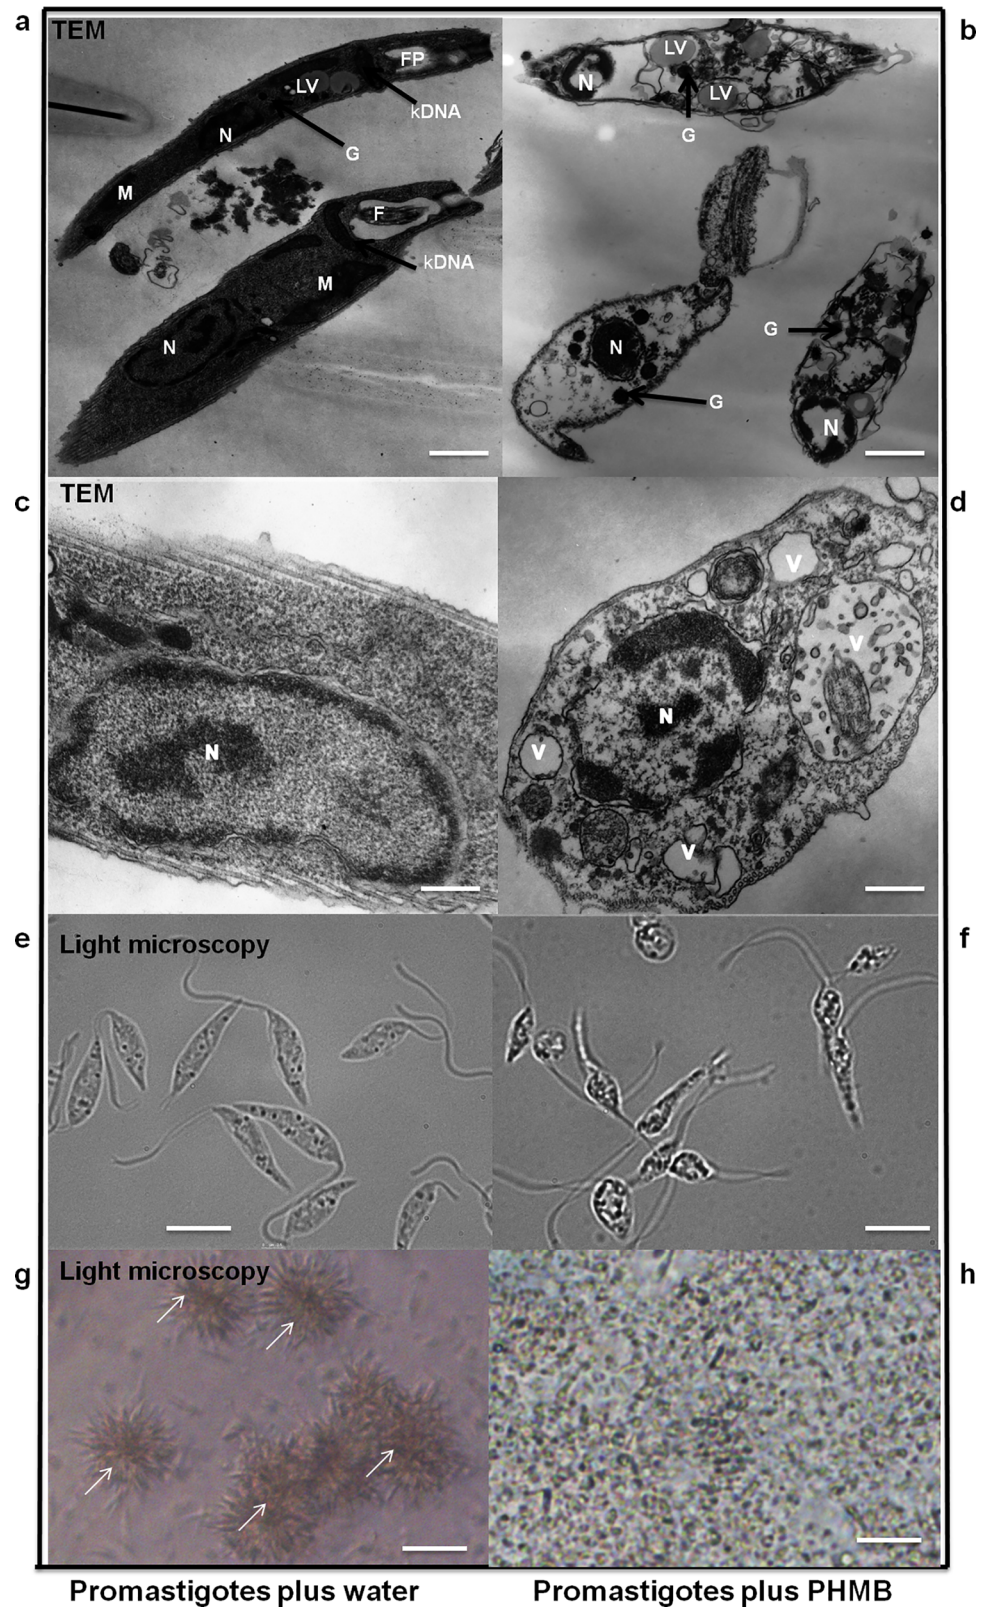 a
TEM
FP
LV
kDNA
N
G
M
F
kDNA
M
N
b
LV
N
LV
G
G
N
G
N
c
TEM
N
d
V
V
N
V
V
e
Light microscopy
f
g
Light microscopy
h
Promastigotes plus water
Promastigotes plus PHMB